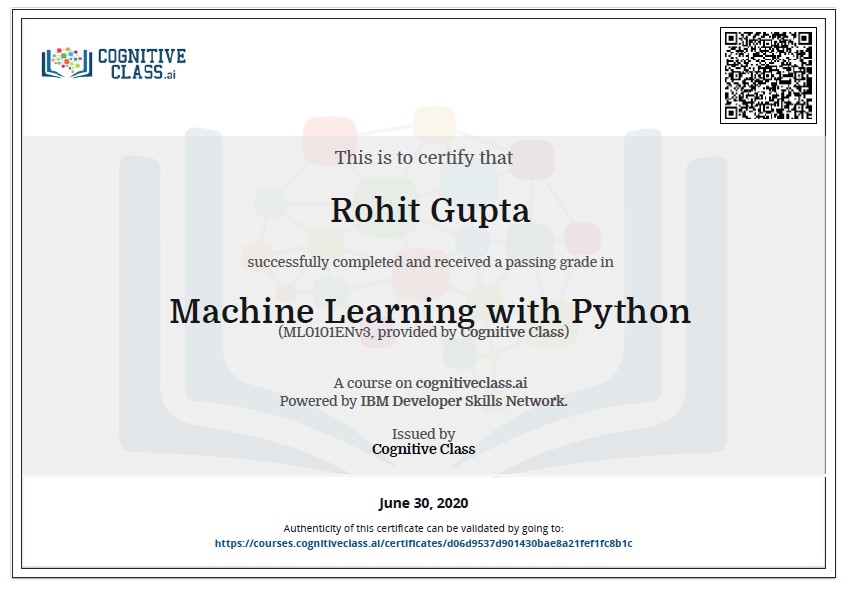 COGNITIVE
CLASS.ai
This is to certify that
Rohit Gupta
successfully completed and received a passing grade in
Machine Learning with Python
(ML0101ENv3, provided by Cognitive Class)
A course on cognitiveclass.ai
Powered by IBM Developer Skills Network.
Issued by
Cognitive Class
June 30, 2020
Authenticity of this certificate can be validated by going to:
https://courses.cognitiveclass.ai/certificates/d06d9537d901430bae8a21fef1fc8b1c